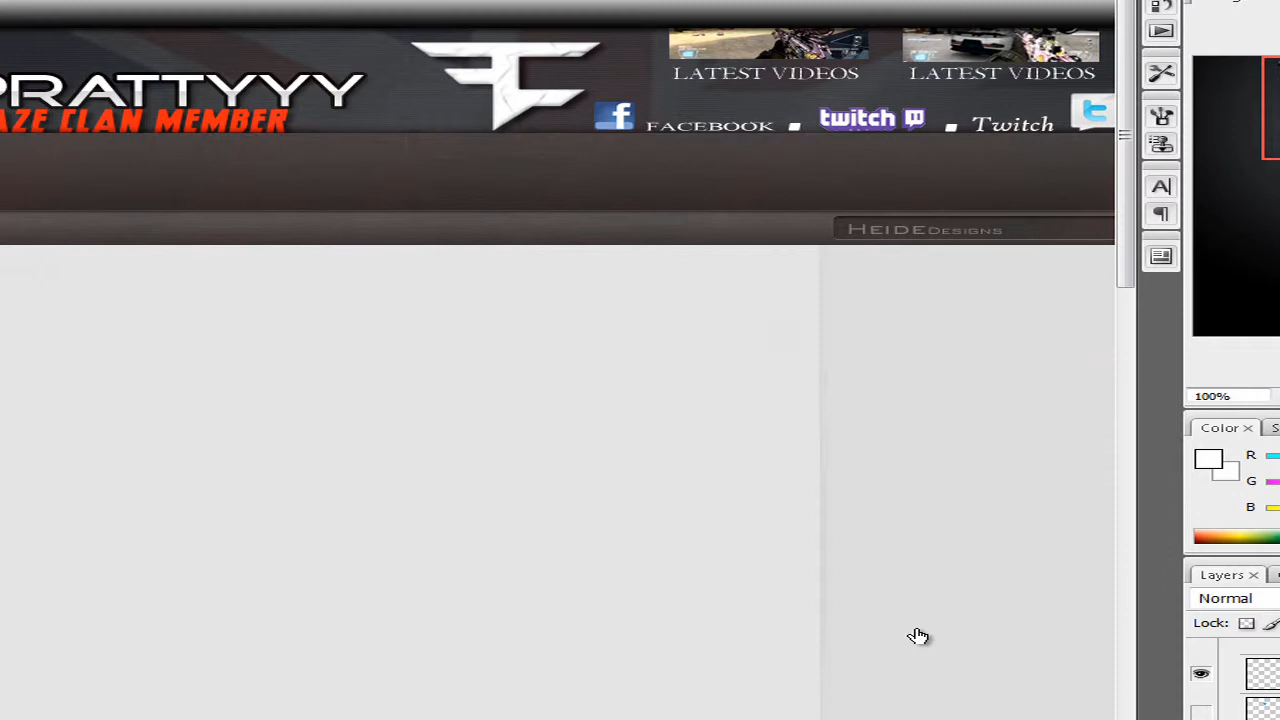 PRATTYYY
AZE CLAN MEMBER
LATEST VIDEOS
LATEST VIDEOS
f
FACEBOOK
twitch
Twitch
HEIDEDESIGNS
A
100%
Color
R
G
B
Layers
Normal
Lock: